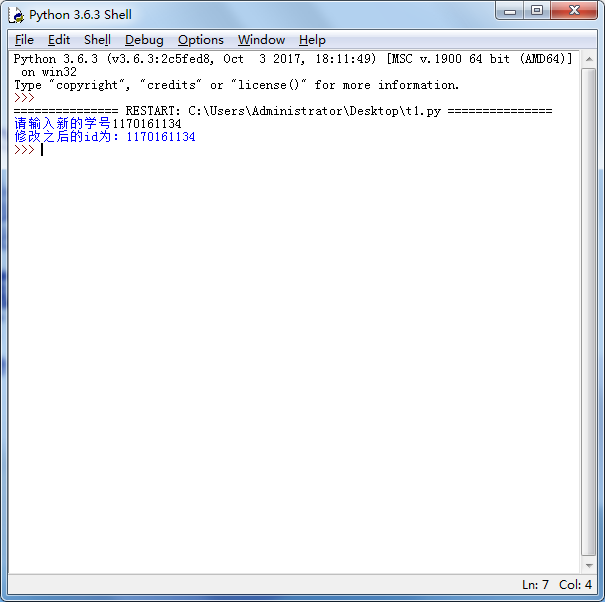 Python 3.6.3 Shell
File Edit Shell Debug Options Window Help
Python 3.6.3 (v3.6.3:2c5fed8, Oct  3 2017, 18:11:49) [MSC v.1900 64 bit (AMD64)]
 on win32
Type "copyright", "credits" or "license()" for more information.
>>>
=============== RESTART: C:\Users\Administrator\Desktop\t1.py ===============
请输入新的学号1170161134
修改之后的id为: 1170161134
>>>
Ln: 7 Col: 4